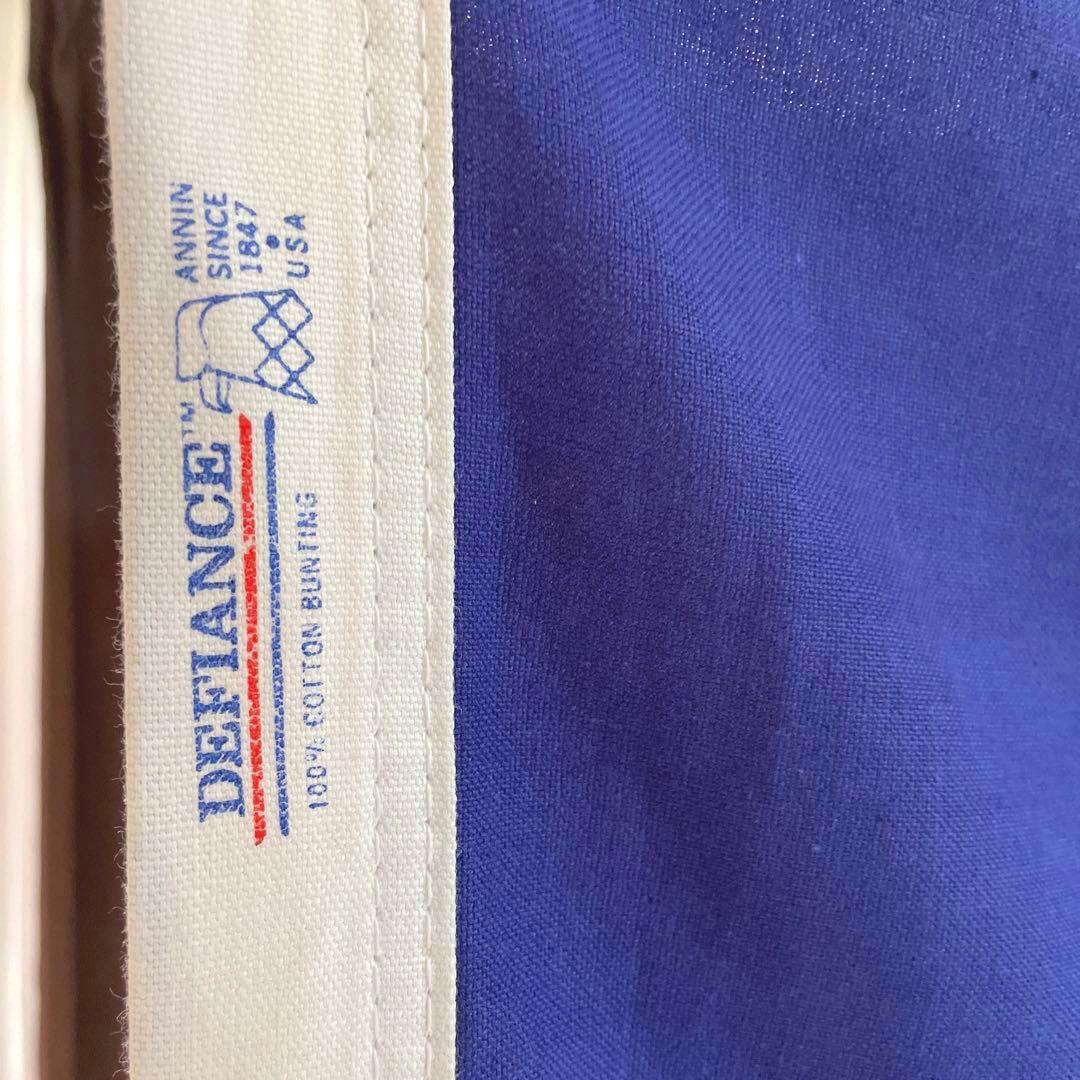 DEFIANCE™
100% COTTON BUNTING
ANNIN
SINCE
1847
•
USA